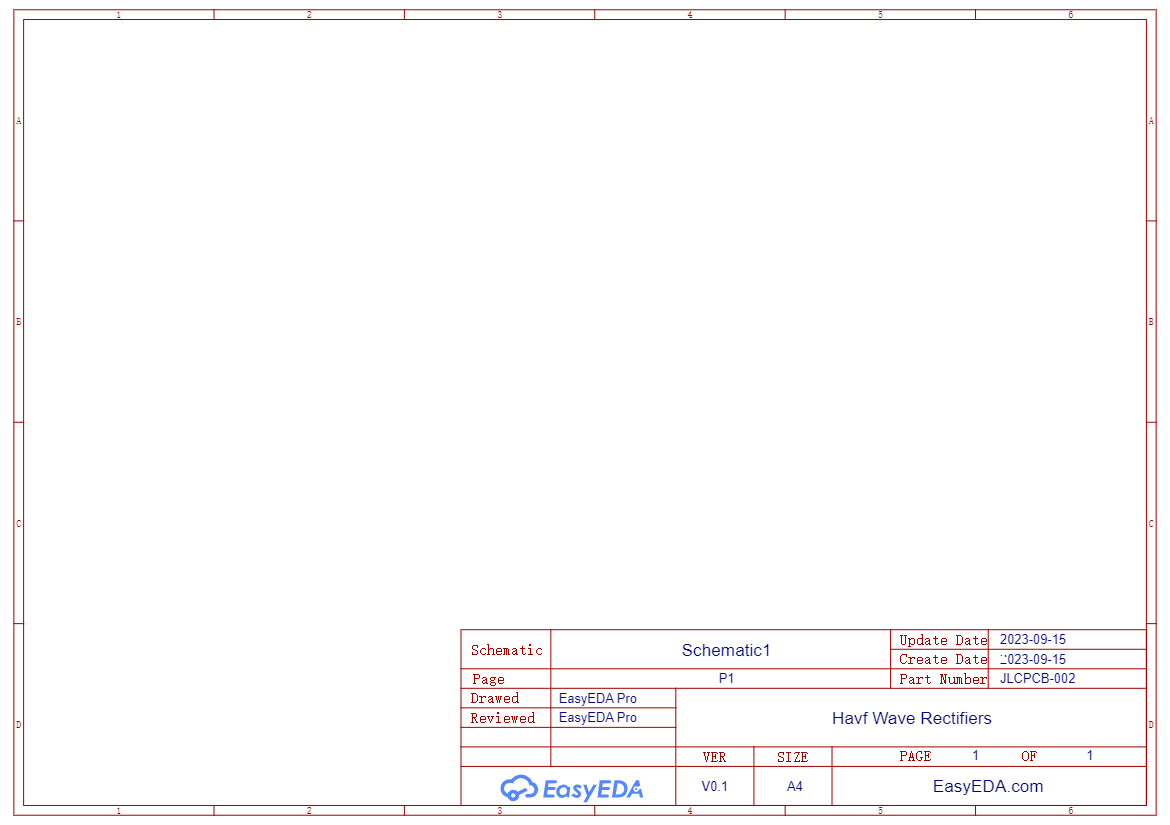 1 2 3 4 5 6
A A
B B
C C
Schematic Schematic1 Update Date 2023-09-15
Create Date 2023-09-15
Page P1 Part Number JLCPCB-002
Drawed EasyEDA Pro
Reviewed EasyEDA Pro Havf Wave Rectifiers
D D
VER SIZE PAGE 1 OF 1
EasyEDA V0.1 A4 EasyEDA.com
1 2 3 4 5 6